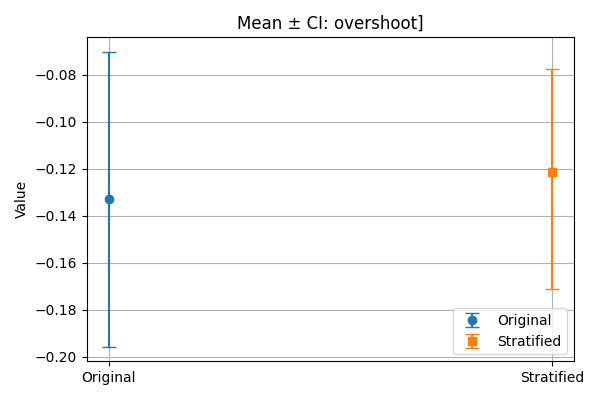 Mean ± CI: overshoot]
Value
−0.08
−0.10
−0.12
−0.14
−0.16
−0.18
−0.20
Original
Stratified
Original
Stratified